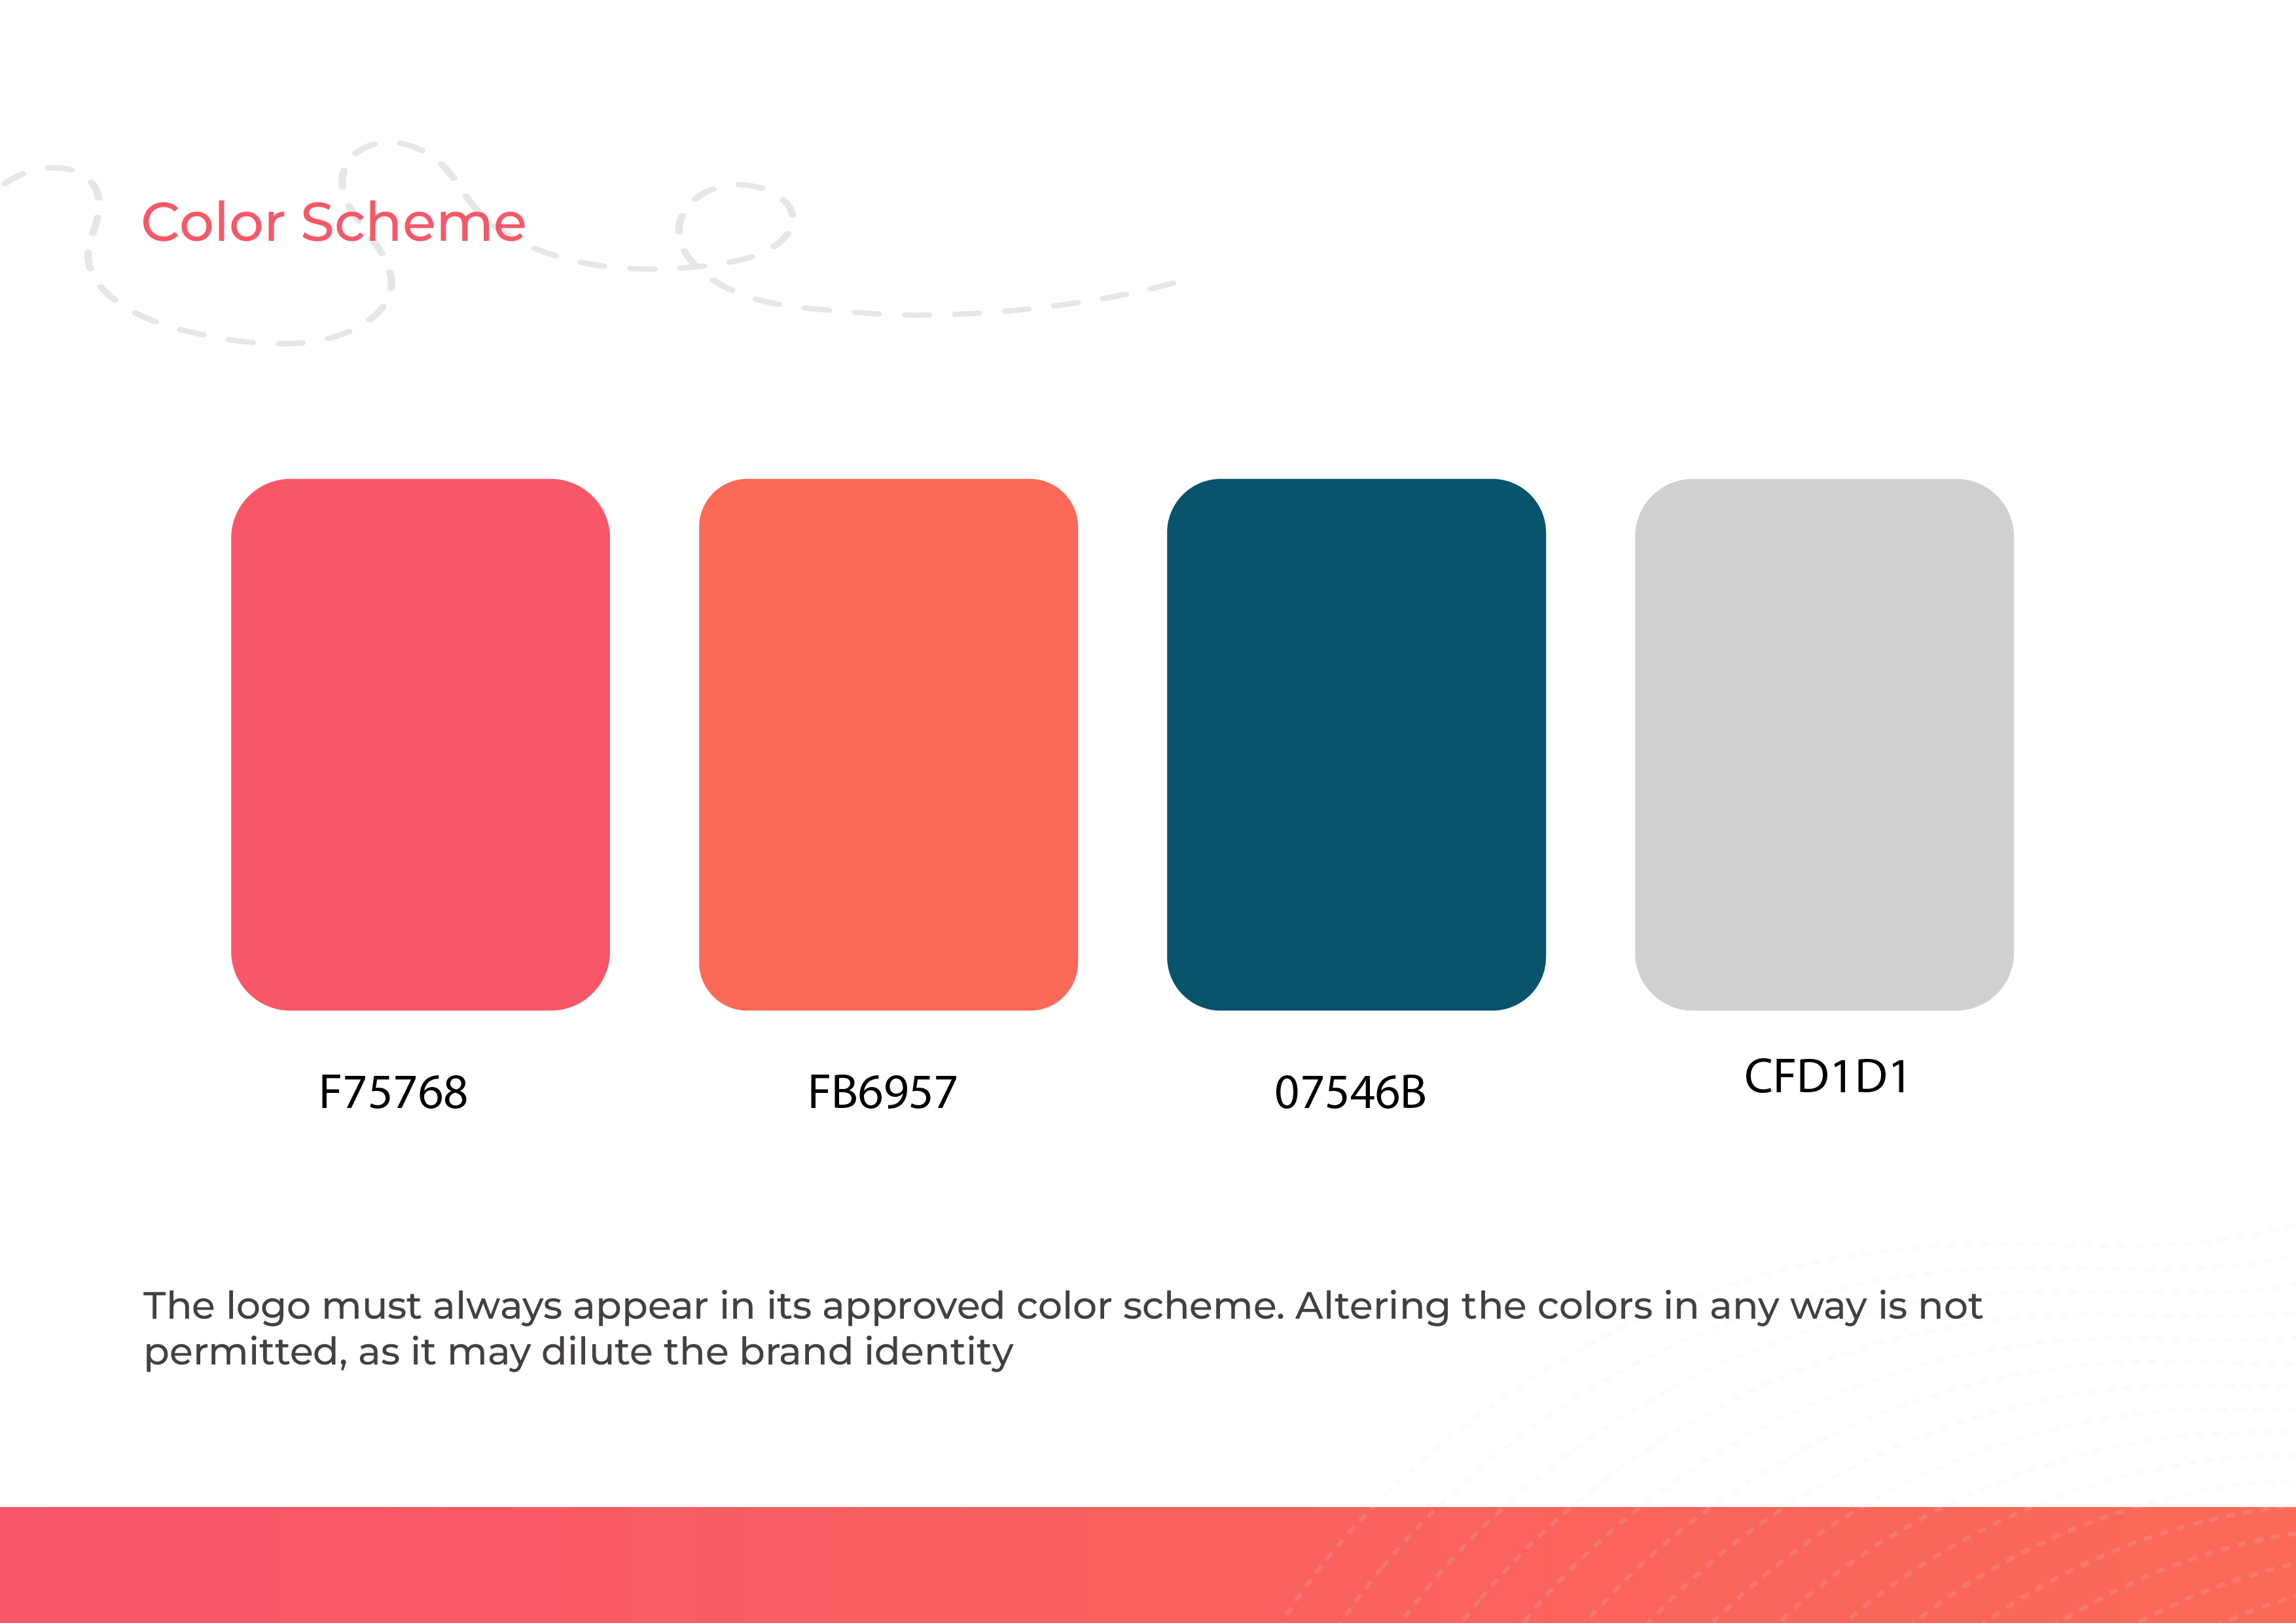 Color Scheme
F75768
FB6957
07546B
CFD1D1
The logo must always appear in its approved color scheme. Altering the colors in any way is not
permitted, as it may dilute the brand identity